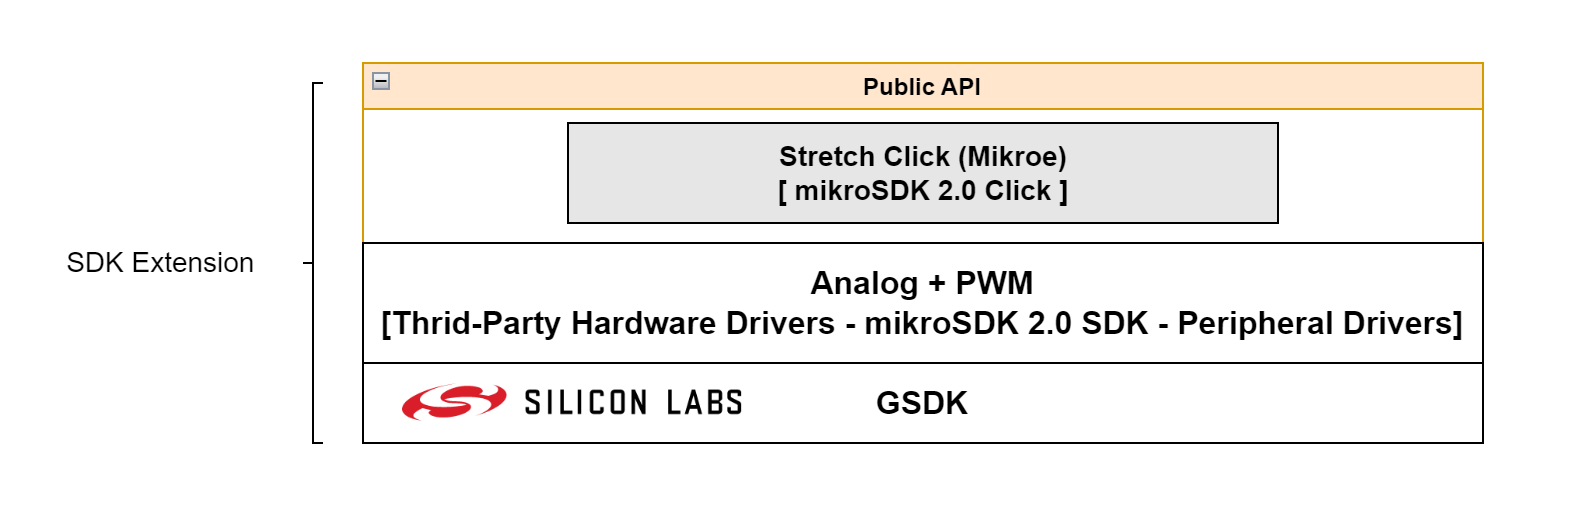 Public API
Stretch Click (Mikroe)
[ mikroSDK 2.0 Click ]
SDK Extension
Analog + PWM
[Thrid-Party Hardware Drivers - mikroSDK 2.0 SDK - Peripheral Drivers]
SILICON LABS GSDK